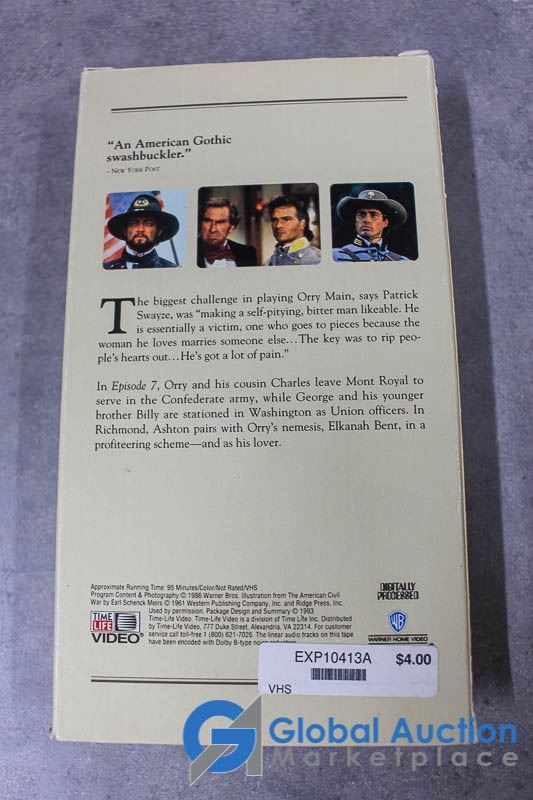 “An American Gothic
swashbuckler.”
- NEW YORK POST
The biggest challenge in playing Orry Main, says Patrick
Swayze, was “making a self-pitying, bitter man likeable. He
is essentially a victim, one who goes to pieces because the
woman he loves marries someone else...The key was to rip peo-
ple's hearts out...He's got a lot of pain.”
In Episode 7, Orry and his cousin Charles leave Mont Royal to
serve in the Confederate army, while George and his younger
brother Billy are stationed in Washington as Union officers. In
Richmond, Ashton pairs with Orry's nemesis, Elkanah Bent, in a
profiteering scheme—and as his lover.
Approximate Running Time: 95 Minutes/Color/Not Rated/VHS
Program Content & Photography © 1986 Warner Bros. Illustration from The American Civil
War by Earl Schenck Meirs © 1961 Western Publishing Company, Inc. and Ridge Press, Inc.
Used by permission. Package Design and Summary © 1993
Time-Life Video. Time-Life Video is a division of Time Life Inc. Distributed
by Time-Life Video, 777 Duke Street, Alexandria, VA 22314. For customer
service call toll-free 1 (800) 621-7026. The linear audio tracks on this tape
have been encoded with Dolby B-type noise
TIME
LIFE
VIDEO
DIGITALLY
PROCESSED
WB
WARNER HOME VIDEO
EXP10413A $4.00
VHS
Global Auction
Marketplace